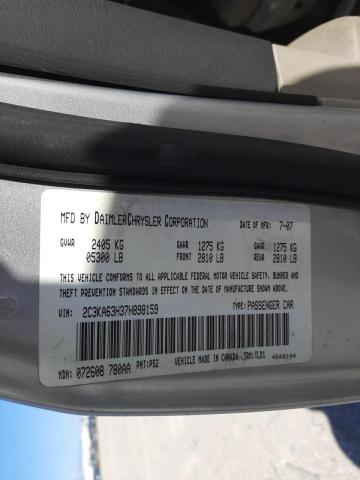 MFD BY DAIMLERCHRYSLER CORPORATION DATE OF MFR: 7-07
GVWR 2405 KG GAWR 1275 KG GAWR 1275 KG
05300 LB FRONT 2810 LB REAR 2810 LB
THIS VEHICLE CONFORMS TO ALL APPLICABLE FEDERAL MOTOR VEHICLE SAFETY, BUMPER AND
THEFT PREVENTION STANDARDS IN EFFECT ON THE DATE OF MANUFACTURE SHOWN ABOVE.
VIN: 2C3KA63H37H898159 TYPE: PASSENGER CAR
MDH: 072608 780AA PNT: PS2 VEHICLE MADE IN CANADA TRM: TLD1 4648104